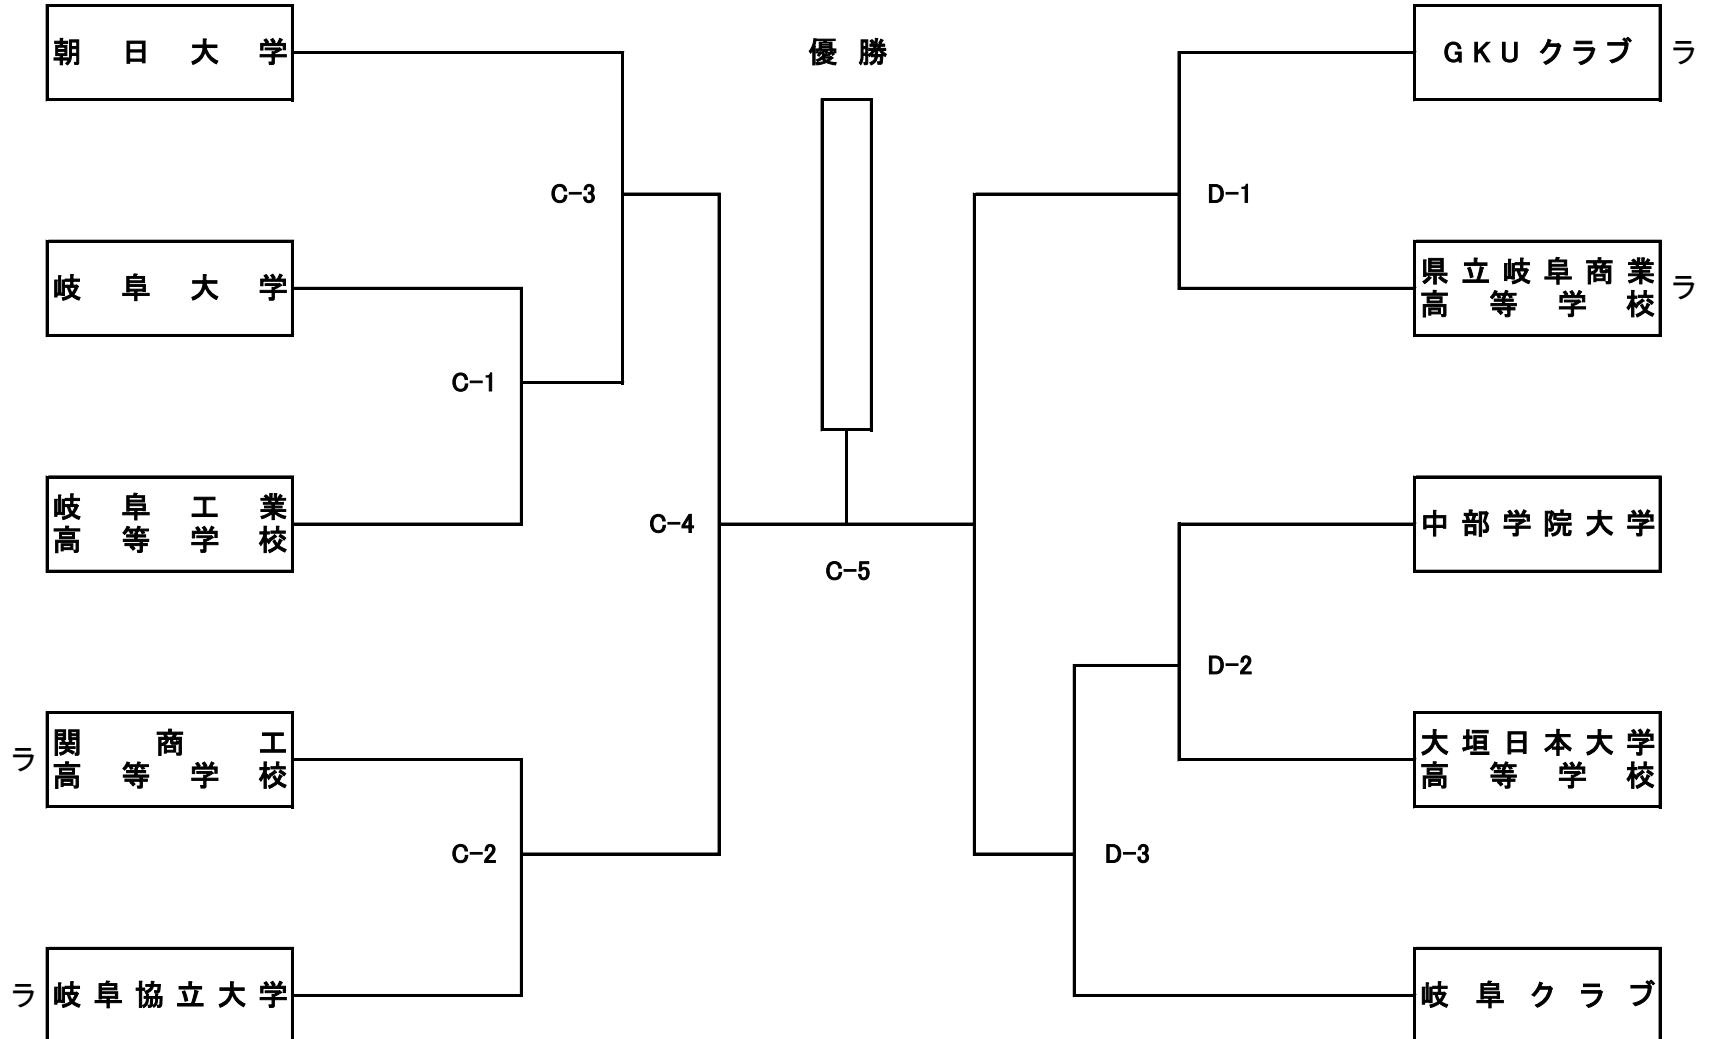 朝日大学
優勝
GKUクラブ ラ
C-3
D-1
岐阜大学
県立岐阜商業
高等学校
ラ
C-1
岐阜工業
高等学校
C-4
中部学院大学
C-5
D-2
ラ
関商工
高等学校
大垣日本大学
高等学校
C-2
D-3
ラ 岐阜協立大学
岐阜クラブ